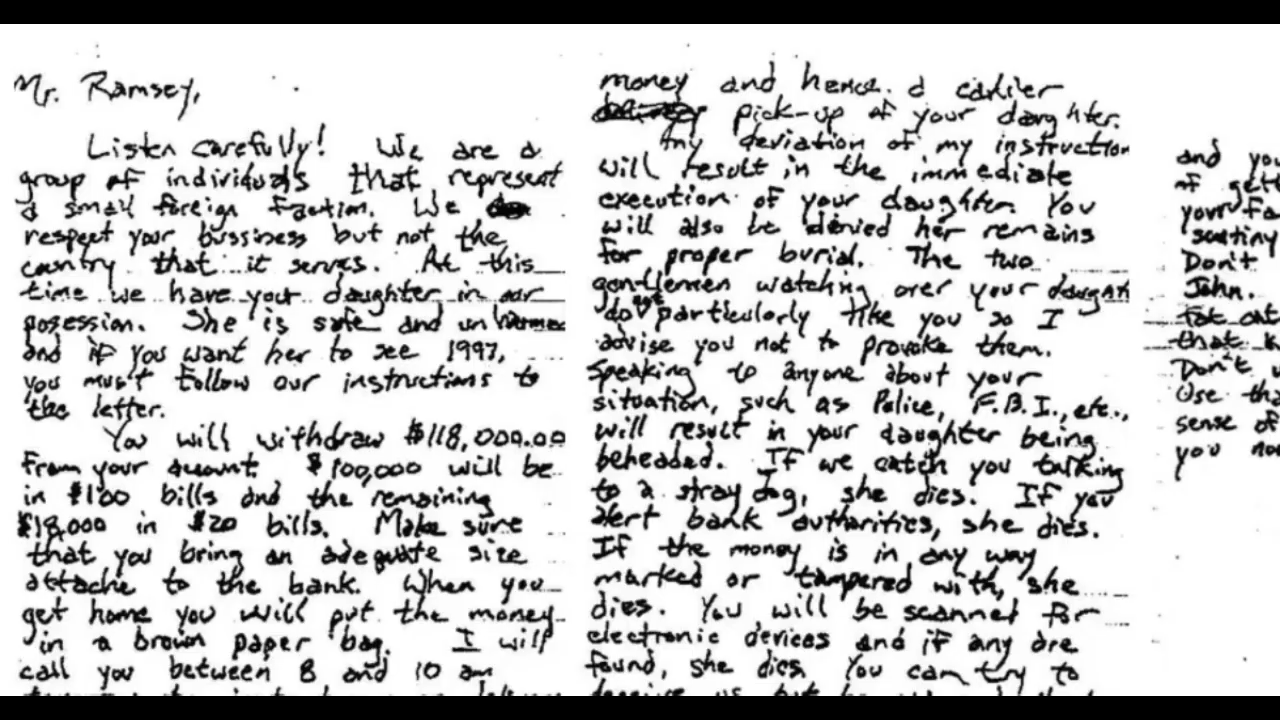 Mr. Ramsey,
Listen carefully! We are a
group of individuals that represent
a small foreign faction. We
respect your bussiness but not the
country that it serves. At this
time we have your daughter in our
posession. She is safe and unharmed
and if you want her to see 1997,
you must follow our instructions to
the letter.
You will withdraw $118,000.00
from your account. $100,000 will be
in $100 bills and the remaining
$18,000 in $20 bills. Make sure
that you bring an adequate size
attache to the bank. When you
get home you will put the money
in a brown paper bag. I will
call you between 8 and 10 am
money and hence a earlier
pick-up of your daughter.
Any deviation of my instruction
will result in the immediate
execution of your daughter. You
will also be denied her remains
for proper burial. The two
gentlemen watching over your daught
do not particularly like you so I
advise you not to provoke them.
Speaking to anyone about your
situation, such as Police, F.B.I., etc.,
will result in your daughter being
beheaded. If we catch you talking
to a stray dog, she dies. If you
alert bank authorities, she dies.
If the money is in any way
marked or tampered with, she
dies. You will be scanned for
electronic devices and if any are
found, she dies. You can try to
and you
of gett
your fa
scutiny
Don't
John.
fat cat
that k
Don't u
Use tha
sense of
you now